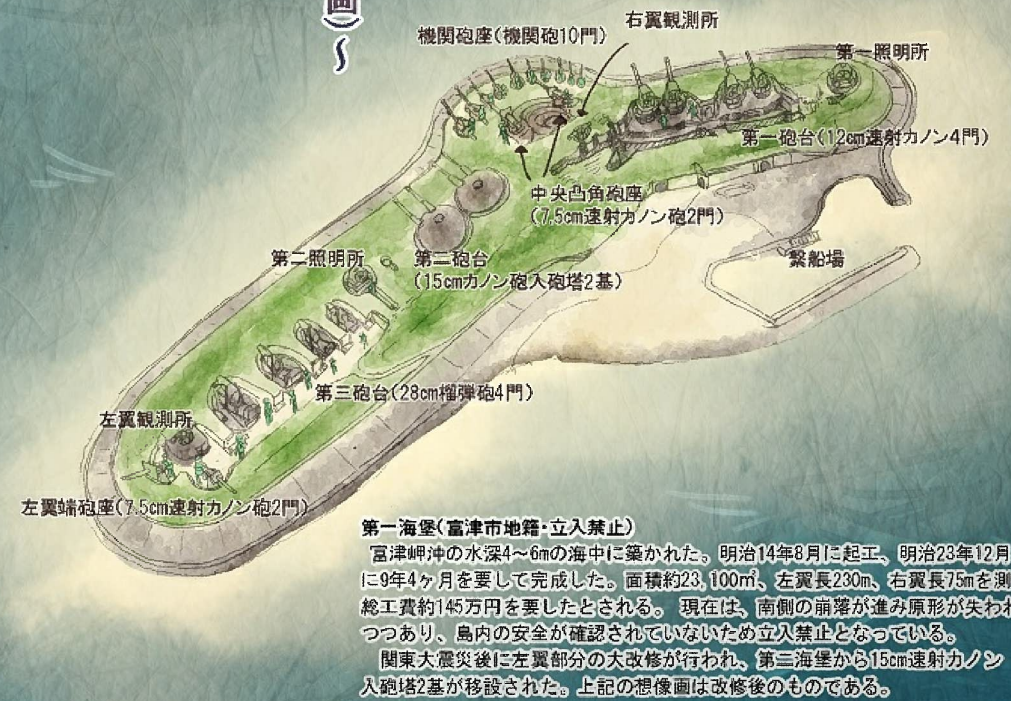 画)～
機関砲座(機関砲10門)
右翼観測所
第一照明所
第一砲台(12cm速射カノン4門)
中央凸角砲座
(7.5cm速射カノン砲2門)
繋船場
第二照明所
第二砲台
(15cmカノン砲入砲塔2基)
第三砲台(28cm榴弾砲4門)
左翼観測所
左翼端砲座(7.5cm速射カノン砲2門)
第一海堡(富津市地籍・立入禁止)
富津岬沖の水深4～6mの海中に築かれた。明治14年8月に起工、明治23年12月
に9年4ヶ月を要して完成した。面積約23,100㎡、左翼長230m、右翼長75mを測
総工費約145万円を要したとされる。 現在は、南側の崩落が進み原形が失われ
つつあり、島内の安全が確認されていないため立入禁止となっている。
関東大震災後に左翼部分の大改修が行われ、第二海堡から15cm速射カノン
入砲塔2基が移設された。上記の想像画は改修後のものである。